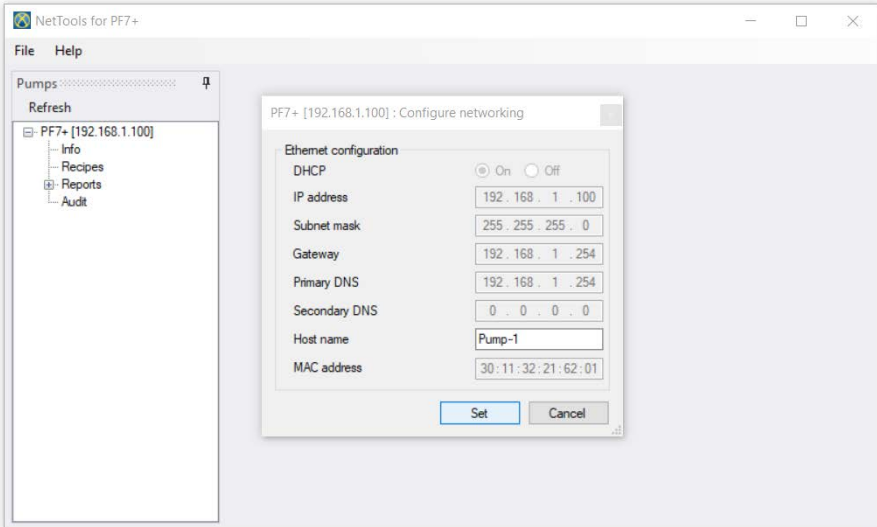 NetTools for PF7+
File Help
Pumps
Refresh
PF7+ [192.168.1.100]
Info
Recipes
Reports
Audit
PF7+ [192.168.1.100] : Configure networking
Ethernet configuration
DHCP On Off
IP address 192 . 168 . 1 . 100
Subnet mask 255 . 255 . 255 . 0
Gateway 192 . 168 . 1 . 254
Primary DNS 192 . 168 . 1 . 254
Secondary DNS 0 . 0 . 0 . 0
Host name Pump-1
MAC address 30 : 11 : 32 : 21 : 62 : 01
Set Cancel